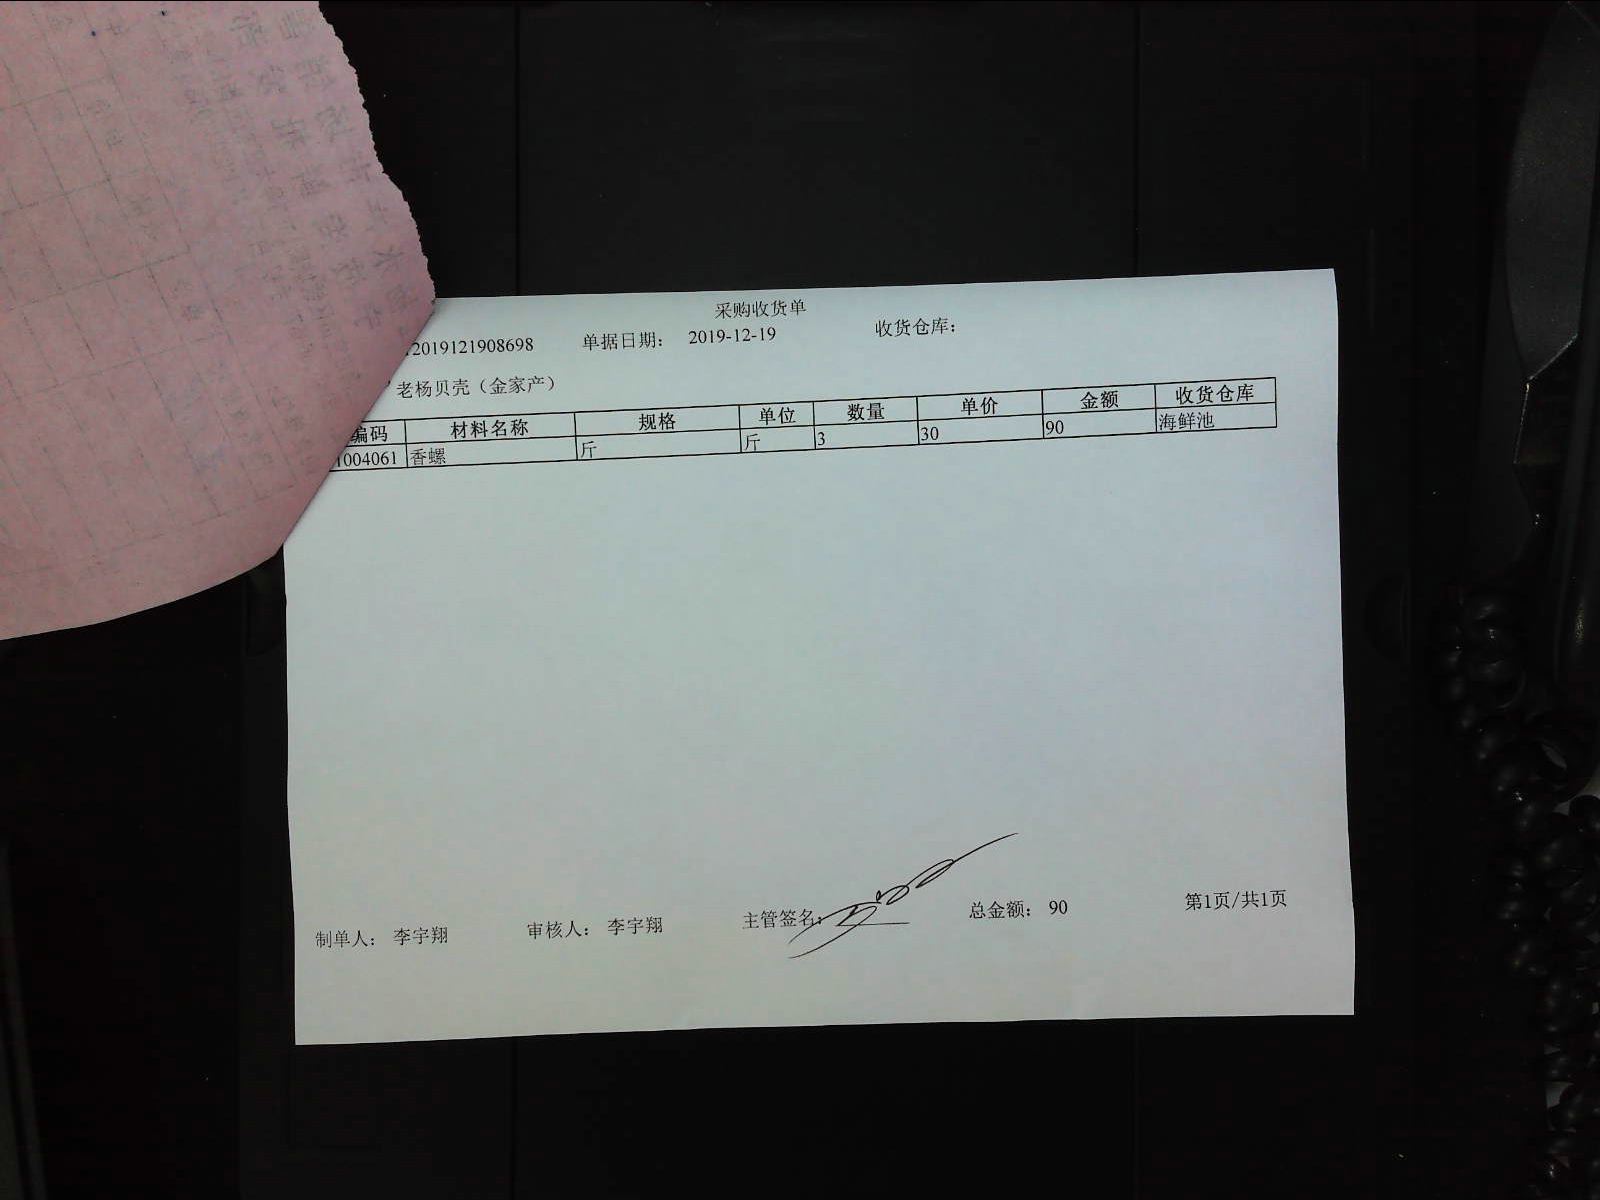 采购收货单
2019121908698 单据日期： 2019-12-19 收货仓库：
老杨贝壳（金家产）
编码 材料名称 规格 单位 数量 单价 金额 收货仓库
1004061 香螺 斤 斤 3 30 90 海鲜池
制单人： 李宇翔 审核人： 李宇翔 主管签名： 总金额： 90 第1页/共1页